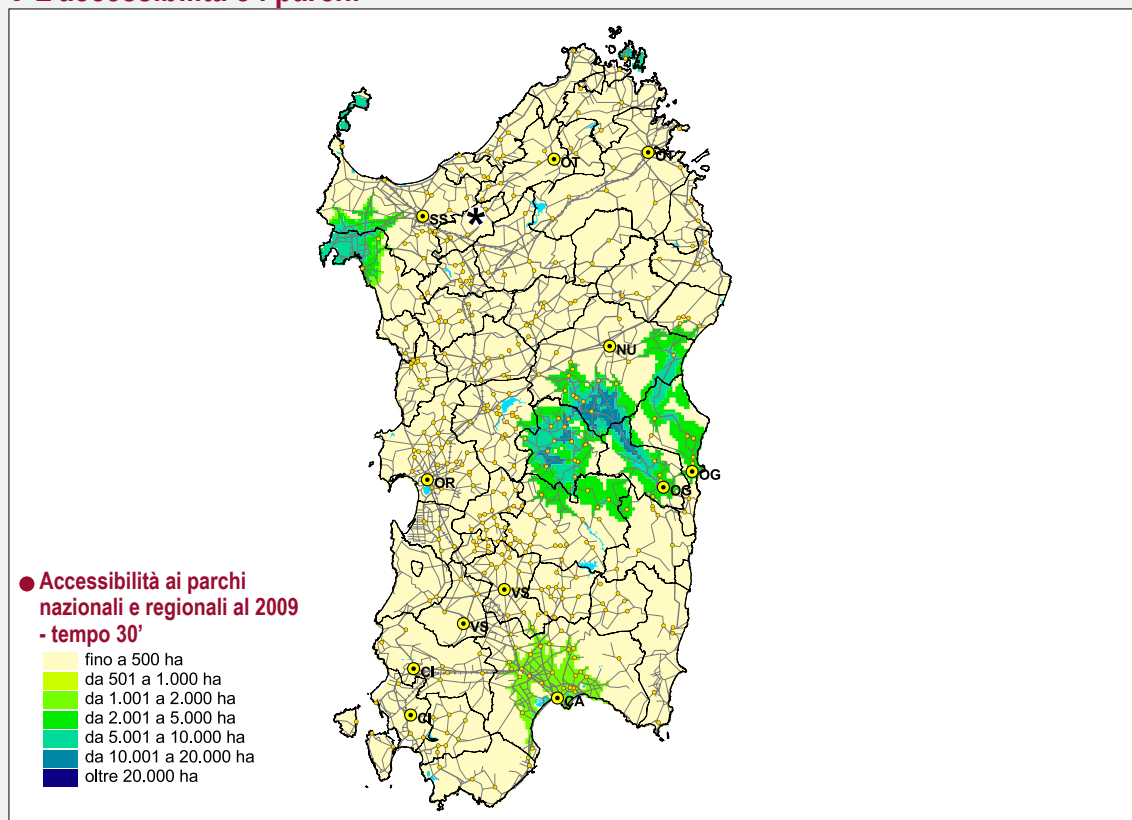 OT
OT
SS
*
NU
OG
OG
OR
VS
VS
CI
CI
CA
Accessibilità ai parchi
nazionali e regionali al 2009
- tempo 30'
fino a 500 ha
da 501 a 1.000 ha
da 1.001 a 2.000 ha
da 2.001 a 5.000 ha
da 5.001 a 10.000 ha
da 10.001 a 20.000 ha
oltre 20.000 ha